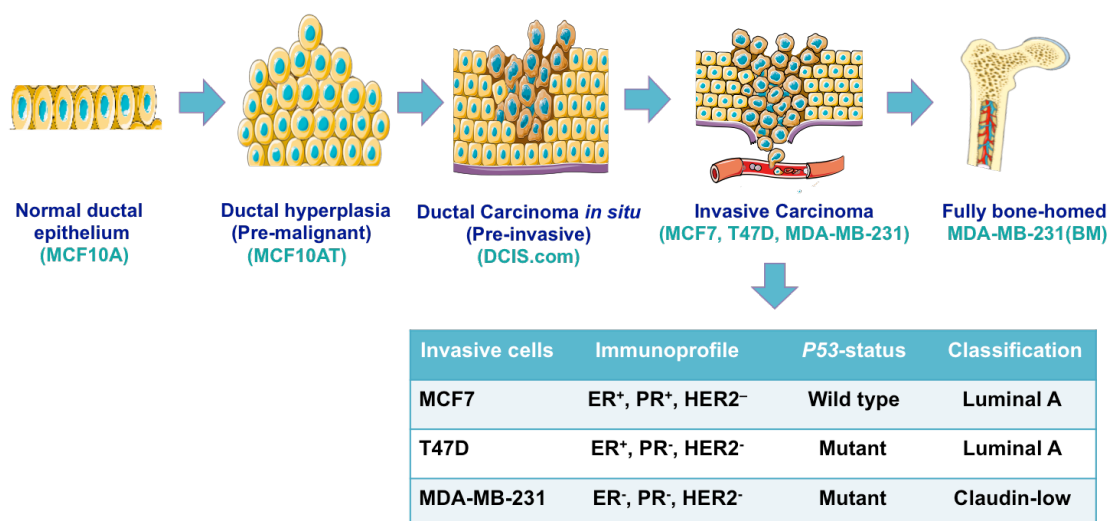 Normal ductal
epithelium
(MCF10A)
Ductal hyperplasia
(Pre-malignant)
(MCF10AT)
Ductal Carcinoma in situ
(Pre-invasive)
(DCIS.com)
Invasive Carcinoma
(MCF7, T47D, MDA-MB-231)
Fully bone-homed
MDA-MB-231(BM)
Invasive cells Immunoprofile P53-status Classification
MCF7 ER⁺, PR⁺, HER2⁻ Wild type Luminal A
T47D ER⁺, PR⁻, HER2⁻ Mutant Luminal A
MDA-MB-231 ER⁻, PR⁻, HER2⁻ Mutant Claudin-low